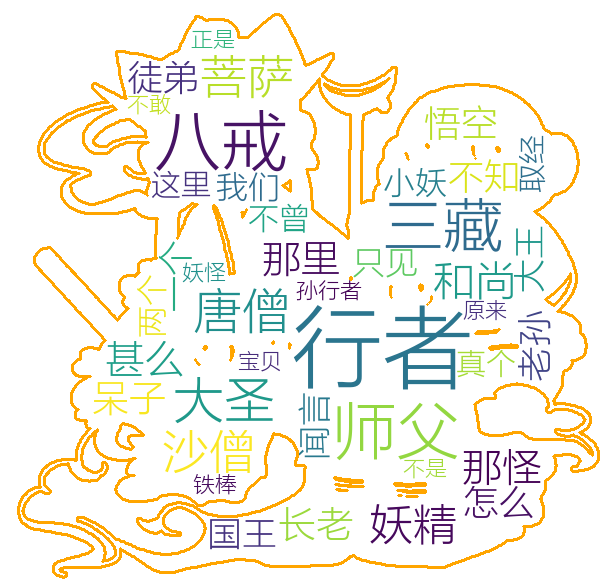 正是
徒弟
菩萨
不敢
八戒
悟空
取经
这里
我们
小妖
不知
三藏
不曾
那里
只见
大王
一个
妖怪
和尚
两个
唐僧
孙行者
原来
老孙
行者
甚么
宝贝
真个
呆子
大圣
闻言
师父
沙僧
不是
那怪
铁棒
怎么
国王
长老
妖精